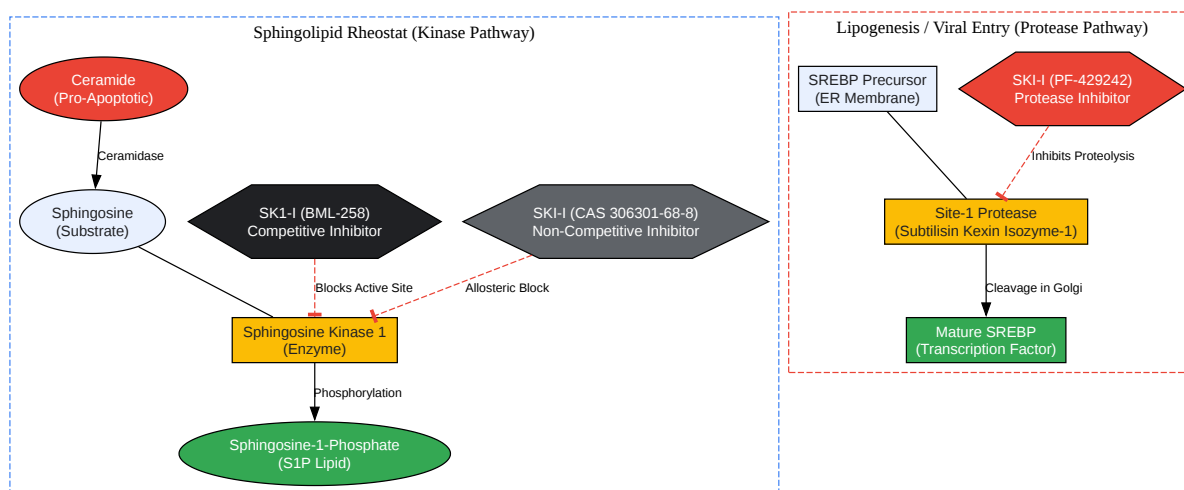 Sphingolipid Rheostat (Kinase Pathway)
Ceramide
(Pro-Apoptotic)
Ceramidase
Sphingosine
(Substrate)
SK1-I (BML-258)
Competitive Inhibitor
SKI-I (CAS 306301-68-8)
Non-Competitive Inhibitor
Blocks Active Site
Allosteric Block
Sphingosine Kinase 1
(Enzyme)
Phosphorylation
Sphingosine-1-Phosphate
(S1P Lipid)
Lipogenesis / Viral Entry (Protease Pathway)
SREBP Precursor
(ER Membrane)
SKI-I (PF-429242)
Protease Inhibitor
Inhibits Proteolysis
Site-1 Protease
(Subtilisin Kexin Isozyme-1)
Cleavage in Golgi
Mature SREBP
(Transcription Factor)